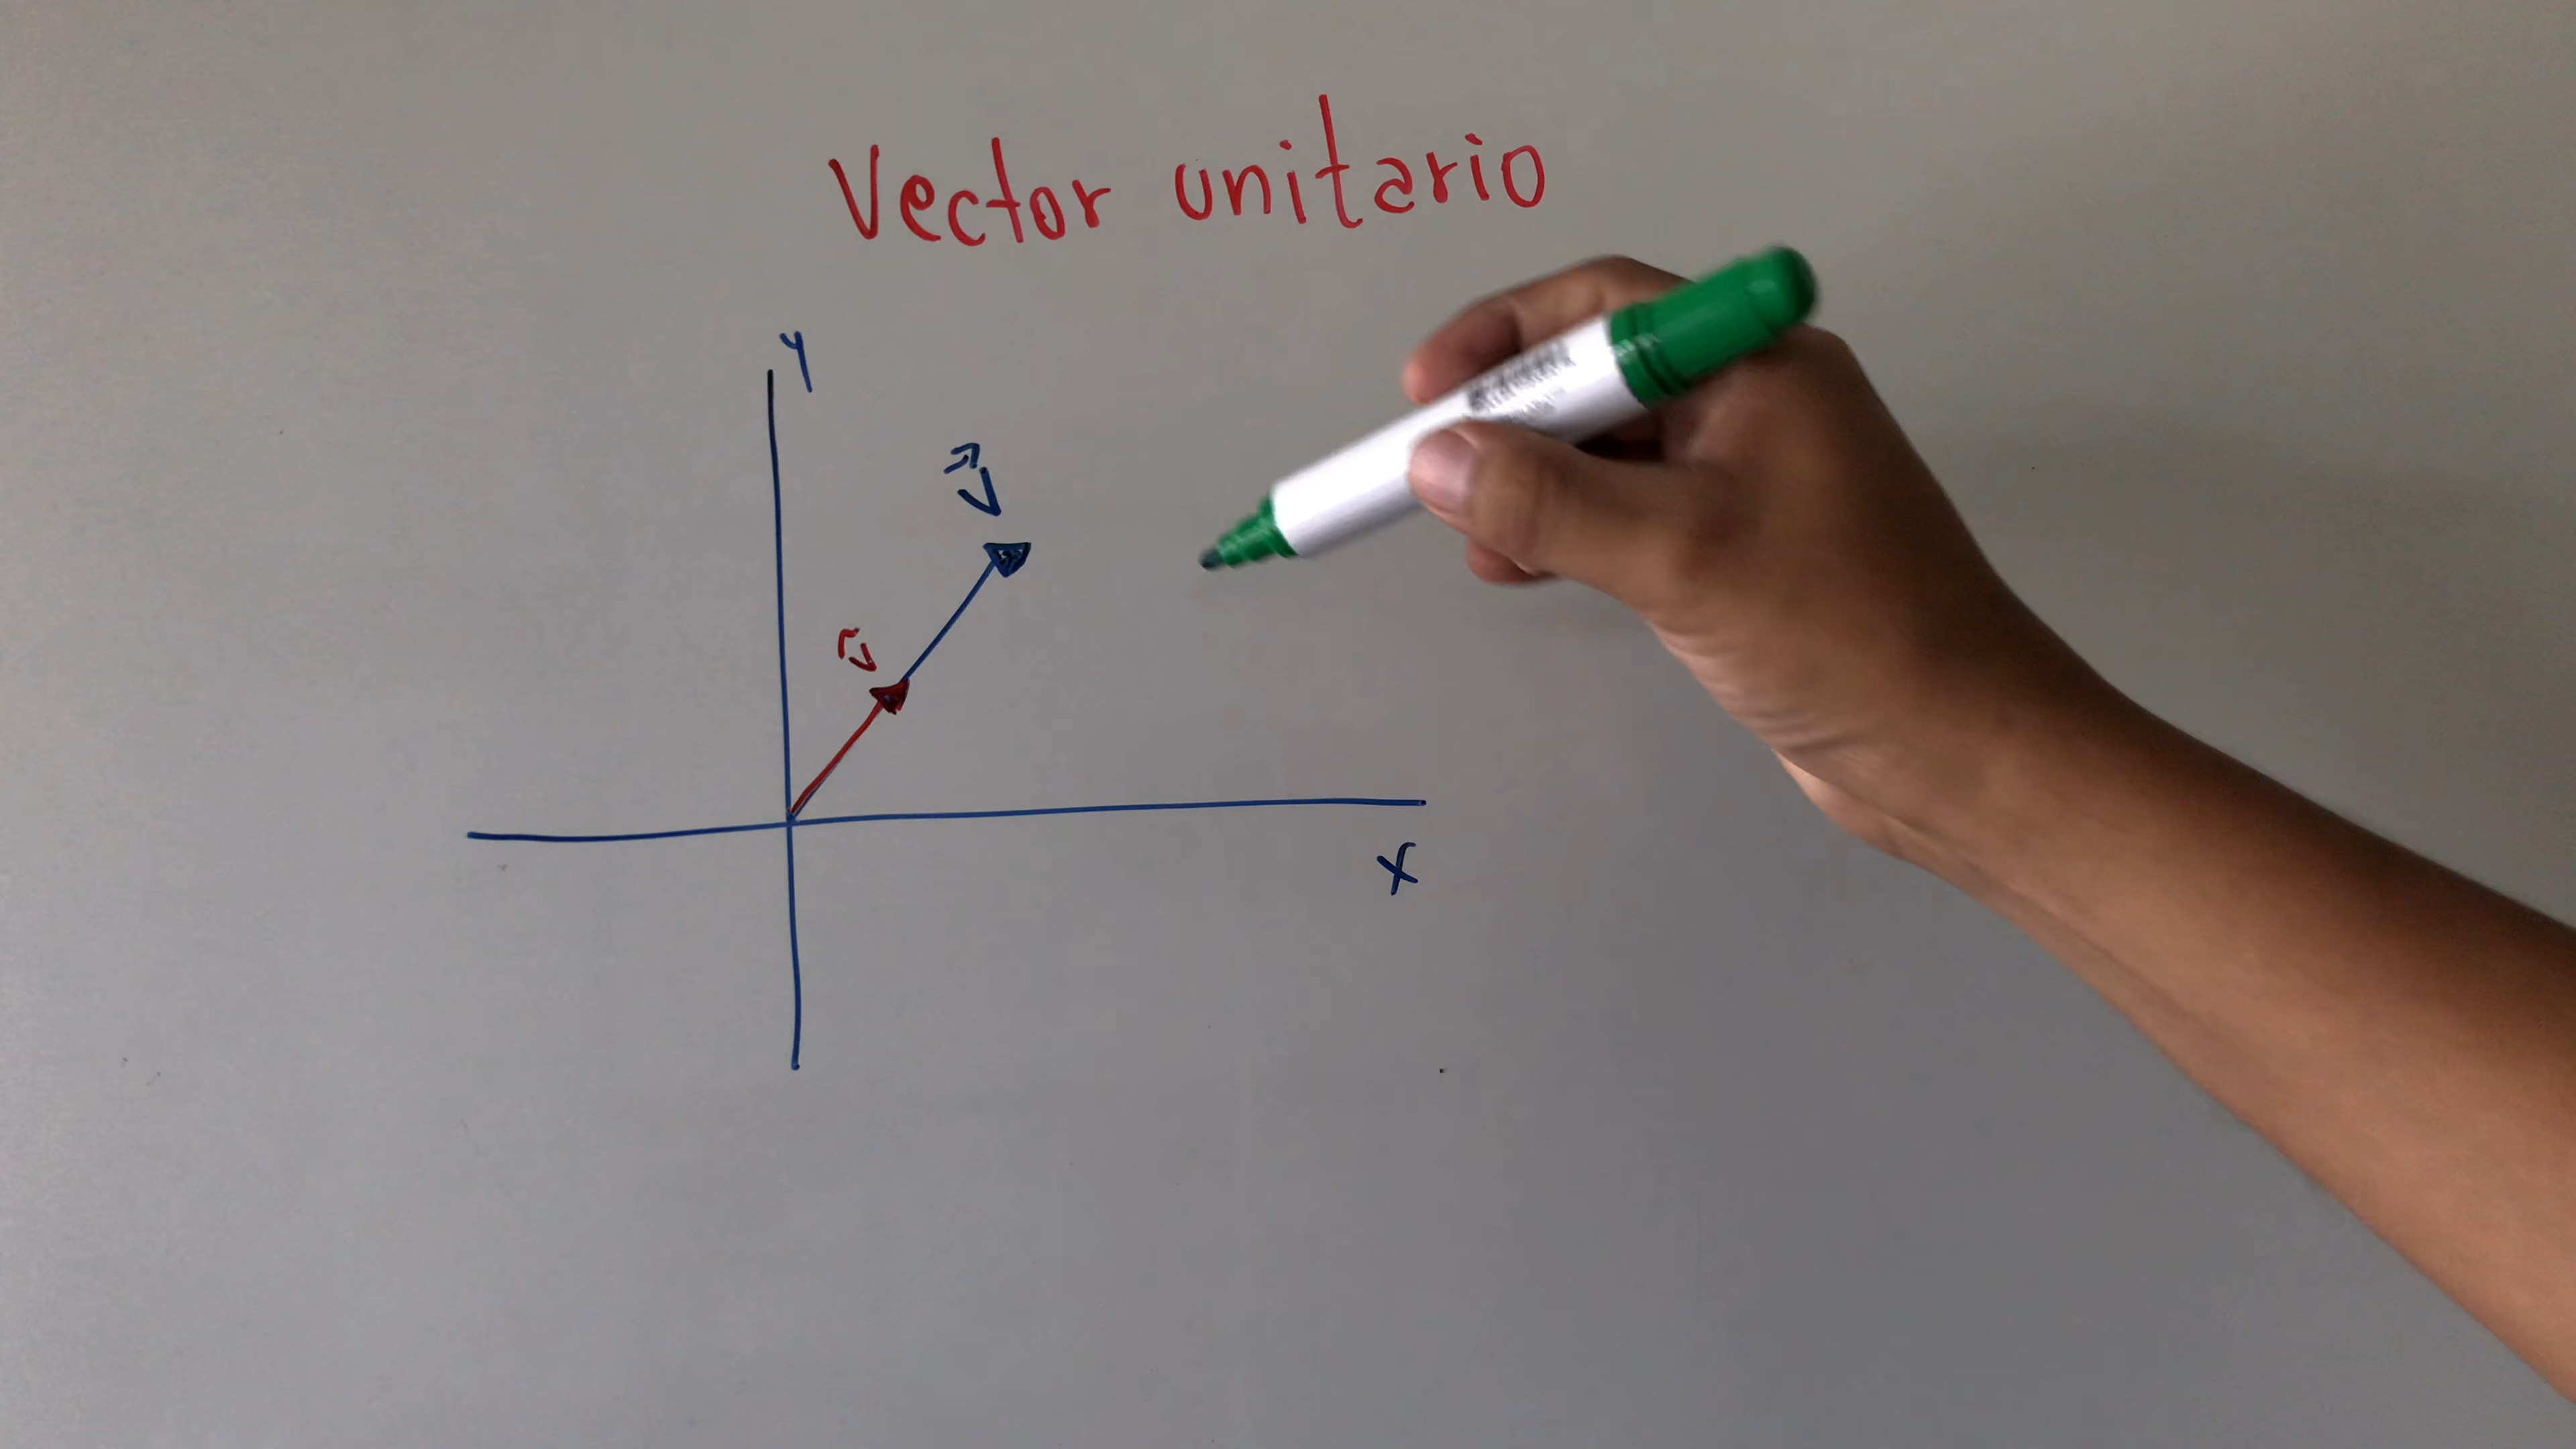 Vector unitario
y
v⃗
x